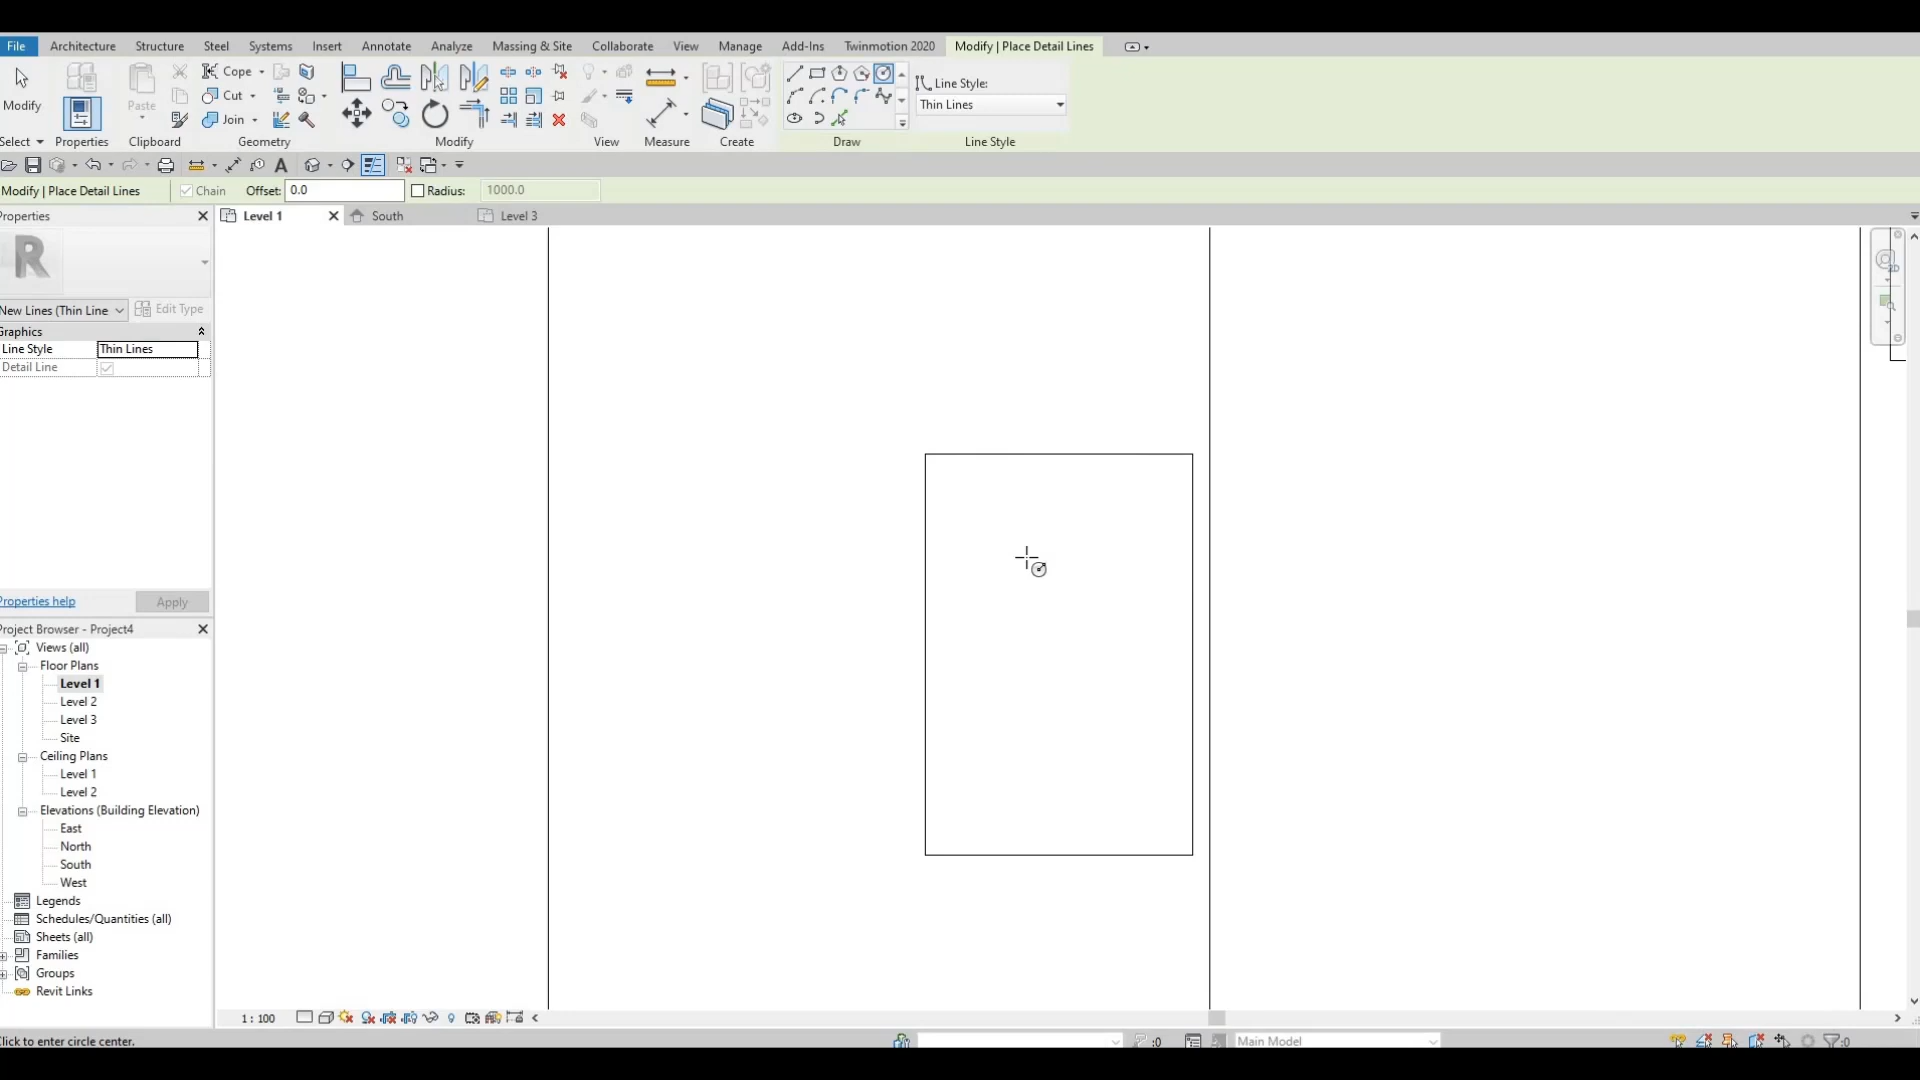 File Architecture Structure Steel Systems Insert Annotate Analyze Massing & Site Collaborate View Manage Add-Ins Twinmotion 2020 Modify | Place Detail Lines
Modify
Paste
Cope
Cut
Join
Line Style:
Thin Lines
Select Properties Clipboard Geometry Modify View Measure Create Draw Line Style
Modify | Place Detail Lines Chain Offset: 0.0 Radius: 1000.0
Properties
Level 1 South Level 3
R
2D
New Lines (Thin Line Edit Type
Graphics
Line Style Thin Lines
Detail Line
Properties help Apply
Project Browser - Project4
Views (all)
Floor Plans
Level 1
Level 2
Level 3
Site
Ceiling Plans
Level 1
Level 2
Elevations (Building Elevation)
East
North
South
West
Legends
Schedules/Quantities (all)
Sheets (all)
Families
Groups
Revit Links
1 : 100
Click to enter circle center. :0 Main Model :0